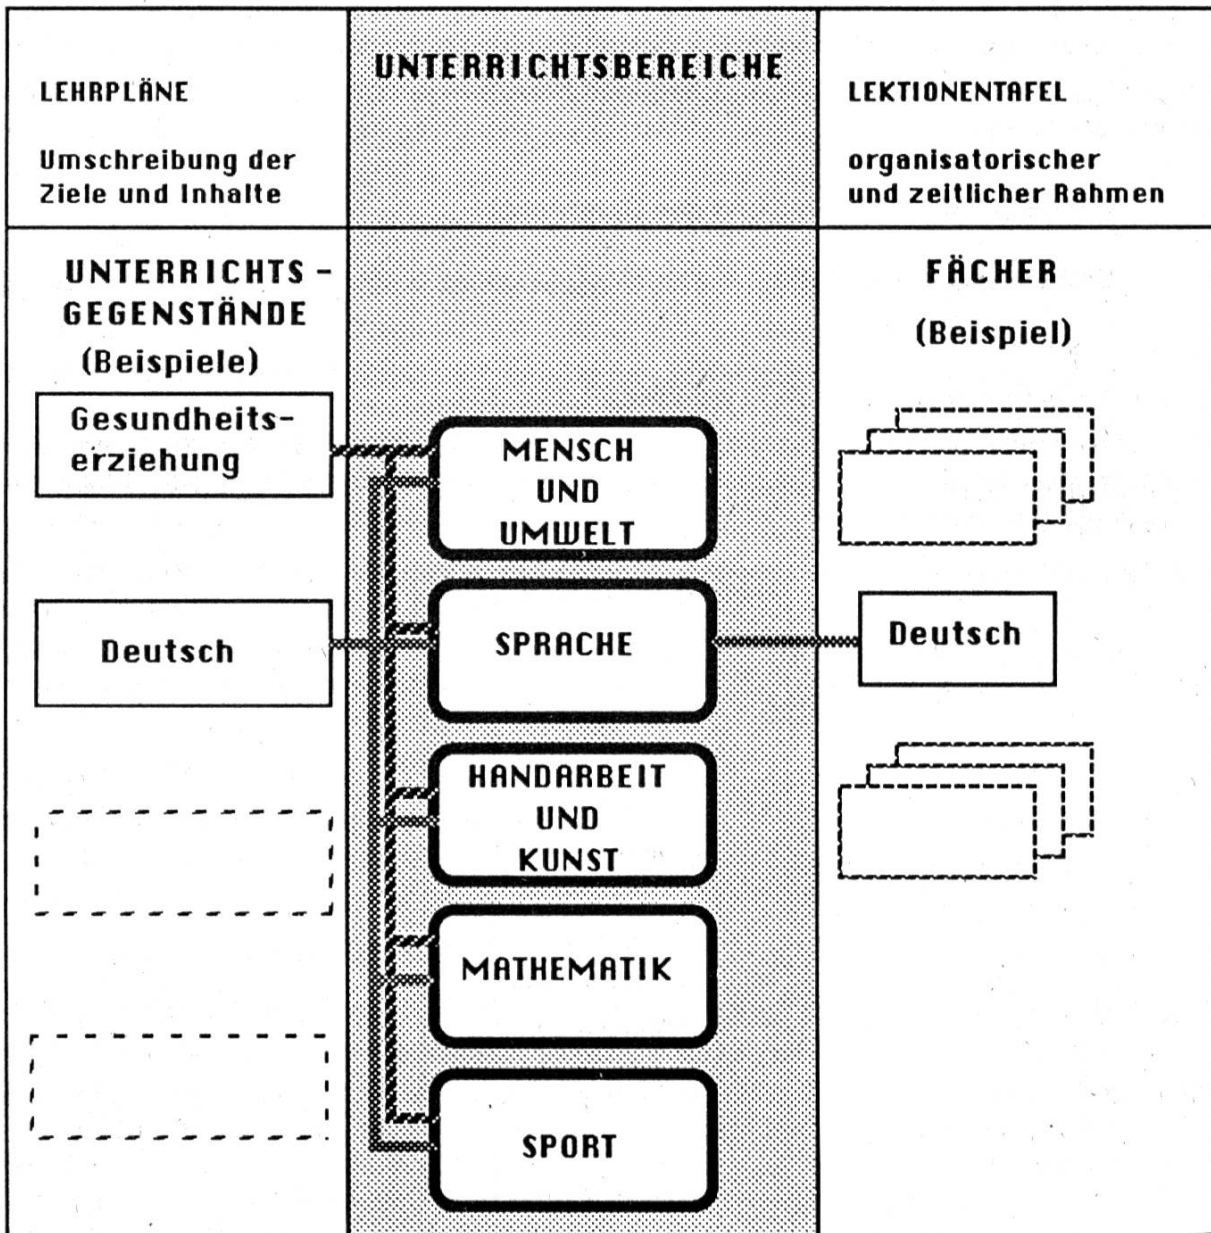 LEHRPLÄNE
Umschreibung der
Ziele und Inhalte
UNTERRICHTSBEREICHE
LEKTIONENTAFEL
organisatorischer
und zeitlicher Rahmen
UNTERRICHTS-
GEGENSTÄNDE
(Beispiele)
Gesundheits-
erziehung
Deutsch
MENSCH
UND
UMWELT
SPRACHE
HANDARBEIT
UND
KUNST
MATHEMATIK
SPORT
FÄCHER
(Beispiel)
Deutsch